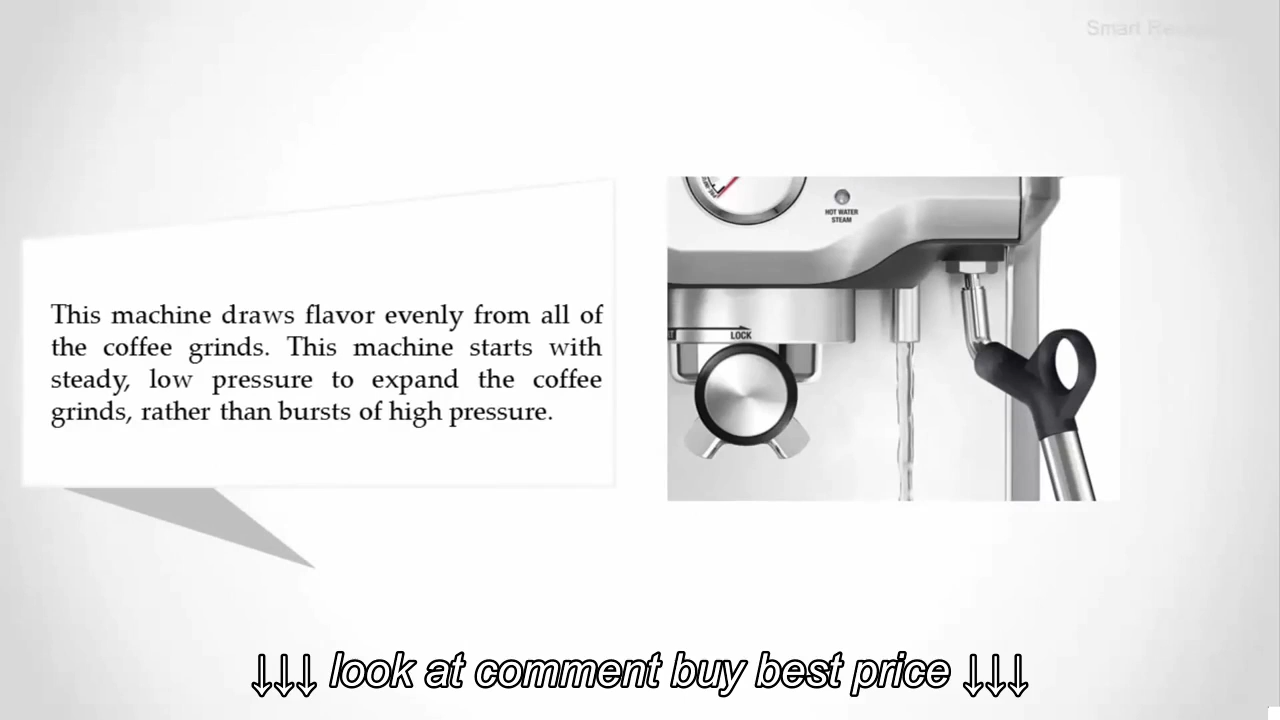 Smart
This machine draws flavor evenly from all of
the coffee grinds. This machine starts with
steady, low pressure to expand the coffee
grinds, rather than bursts of high pressure.
HOT WATER
STEAM
LOCK
↓↓↓ look at comment buy best price ↓↓↓